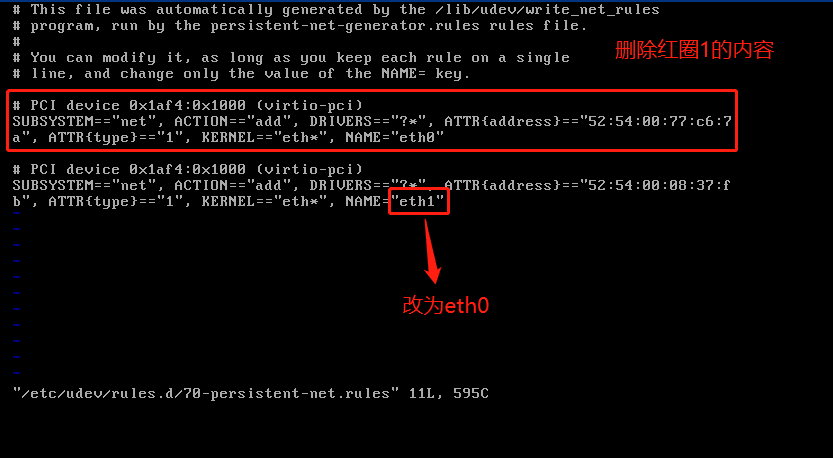 # This file was automatically generated by the /lib/udev/write_net_rules
# program, run by the persistent-net-generator.rules rules file.
#
# You can modify it, as long as you keep each rule on a single
# line, and change only the value of the NAME= key.
删除红圈1的内容
# PCI device 0x1af4:0x1000 (virtio-pci)
SUBSYSTEM=="net", ACTION=="add", DRIVERS=="?*", ATTR{address}=="52:54:00:77:c6:7
a", ATTR{type}=="1", KERNEL=="eth*", NAME="eth0"
# PCI device 0x1af4:0x1000 (virtio-pci)
SUBSYSTEM=="net", ACTION=="add", DRIVERS=="?*", ATTR{address}=="52:54:00:08:37:f
b", ATTR{type}=="1", KERNEL=="eth*", NAME="eth1"
~
~
~
~
~
~
~
~
~
~
~
改为eth0
"/etc/udev/rules.d/70-persistent-net.rules" 11L, 595C